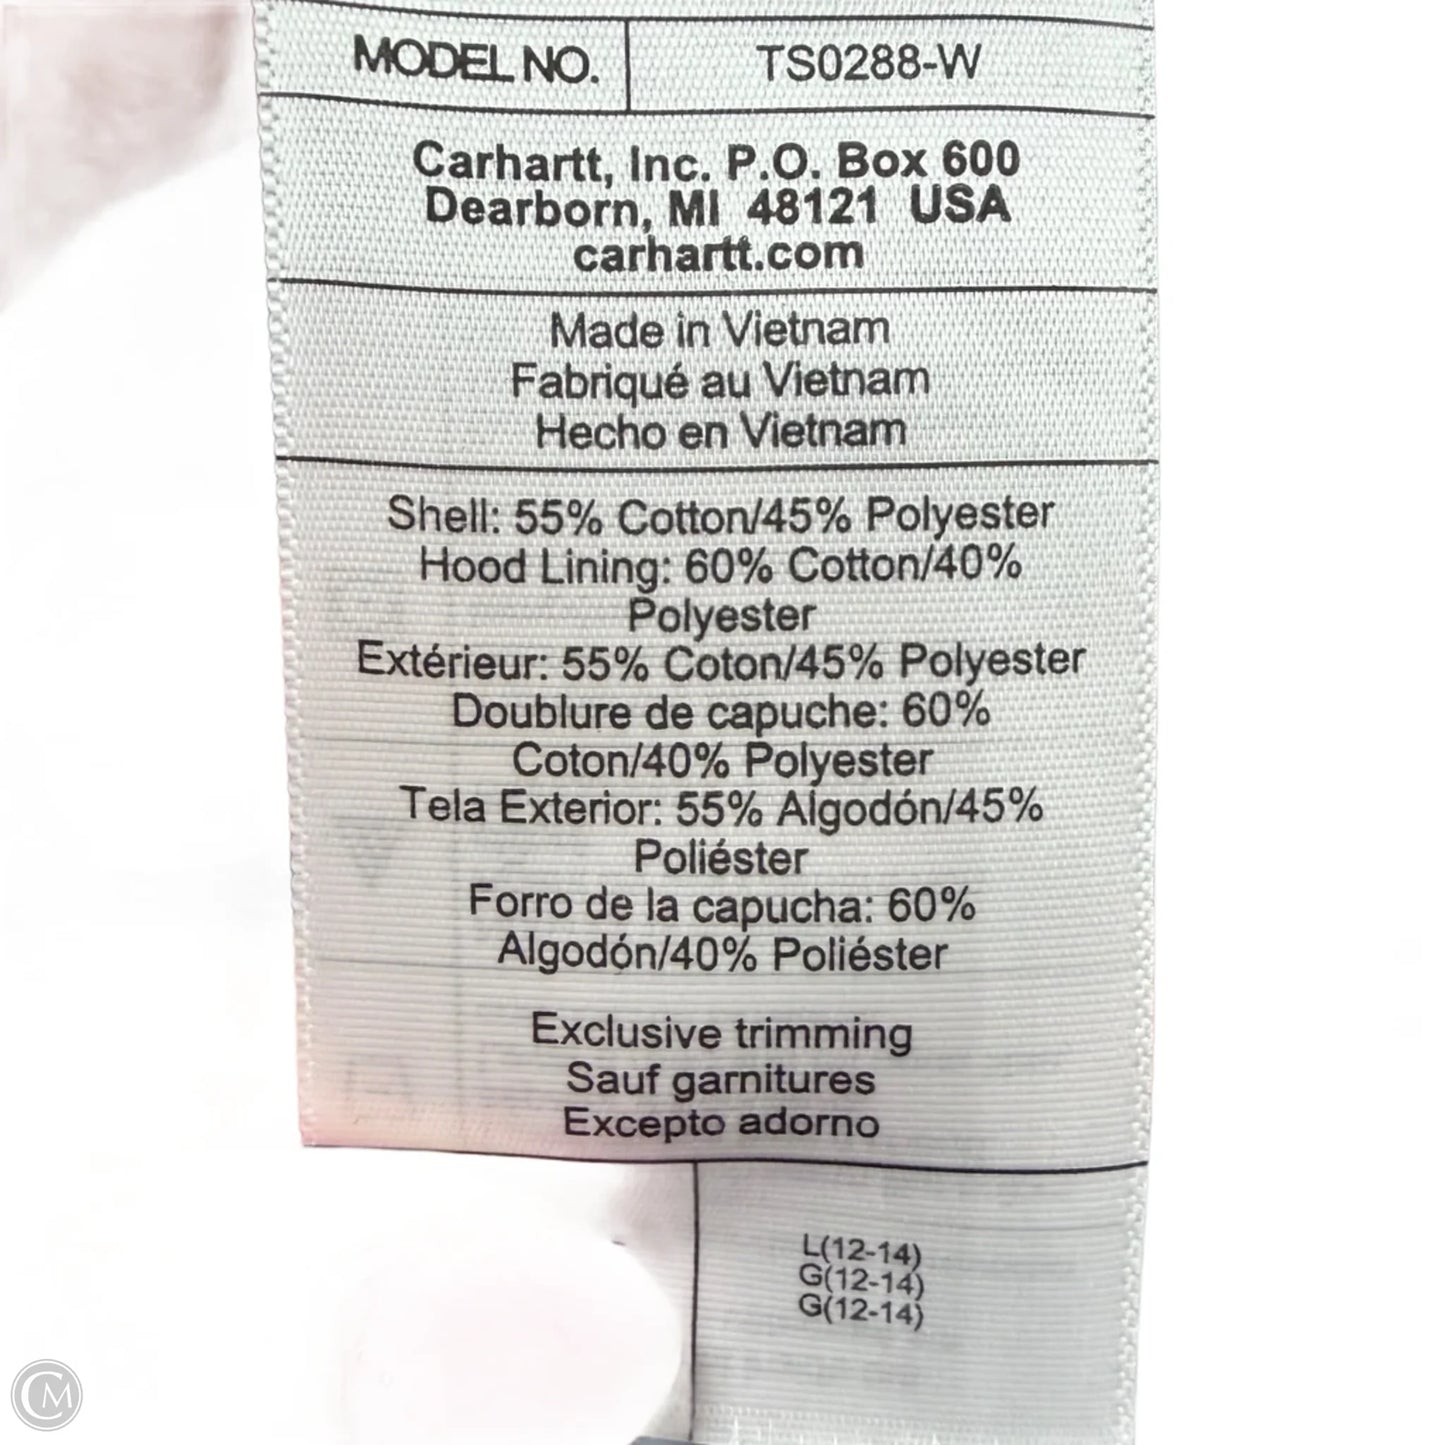 MODEL NO. TS0288-W
Carhartt, Inc. P.O. Box 600
Dearborn, MI 48121 USA
carhartt.com
Made in Vietnam
Fabriqué au Vietnam
Hecho en Vietnam
Shell: 55% Cotton/45% Polyester
Hood Lining: 60% Cotton/40%
Polyester
Extérieur: 55% Coton/45% Polyester
Doublure de capuche: 60%
Coton/40% Polyester
Tela Exterior: 55% Algodón/45%
Poliéster
Forro de la capucha: 60%
Algodón/40% Poliéster
Exclusive trimming
Sauf garnitures
Excepto adorno
L(12-14)
G(12-14)
G(12-14)
CM